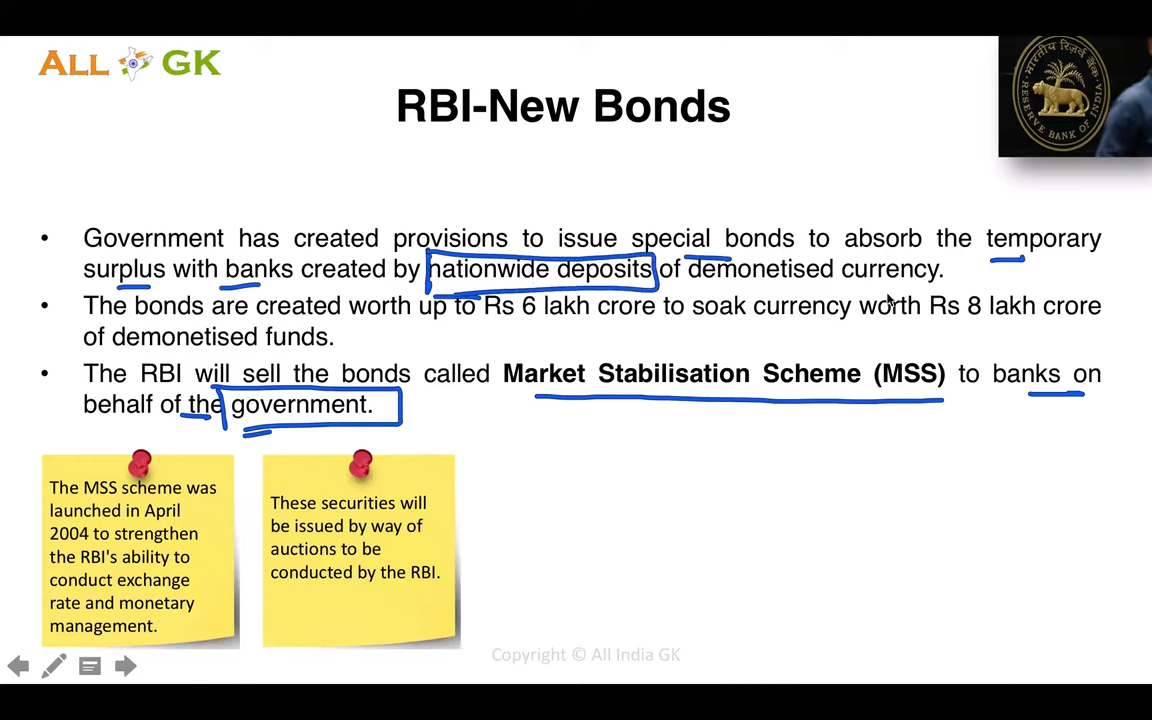 ALL GK
RBI-New Bonds
भारतीय रिज़र्व बैंक
RESERVE BANK OF INDIA
• Government has created provisions to issue special bonds to absorb the temporary
surplus with banks created by nationwide deposits of demonetised currency.
• The bonds are created worth up to Rs 6 lakh crore to soak currency worth Rs 8 lakh crore
of demonetised funds.
• The RBI will sell the bonds called Market Stabilisation Scheme (MSS) to banks on
behalf of the government.
The MSS scheme was
launched in April
2004 to strengthen
the RBI's ability to
conduct exchange
rate and monetary
management.
These securities will
be issued by way of
auctions to be
conducted by the RBI.
Copyright © All India GK